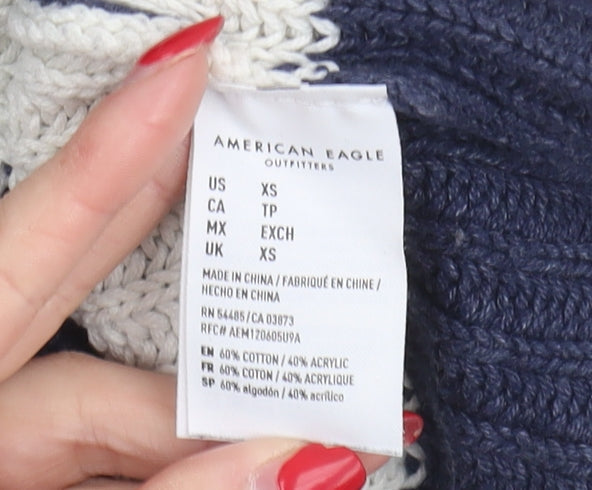 AMERICAN EAGLE
OUTFITTERS
US XS
CA TP
MX EXCH
UK XS
MADE IN CHINA / FABRIQUÉ EN CHINE /
HECHO EN CHINA
RN 54485/CA 03873
RFC# AEM120605U9A
EN 60% COTTON / 40% ACRYLIC
FR 60% COTON / 40% ACRYLIQUE
SP 60% algodón / 40% acrílico